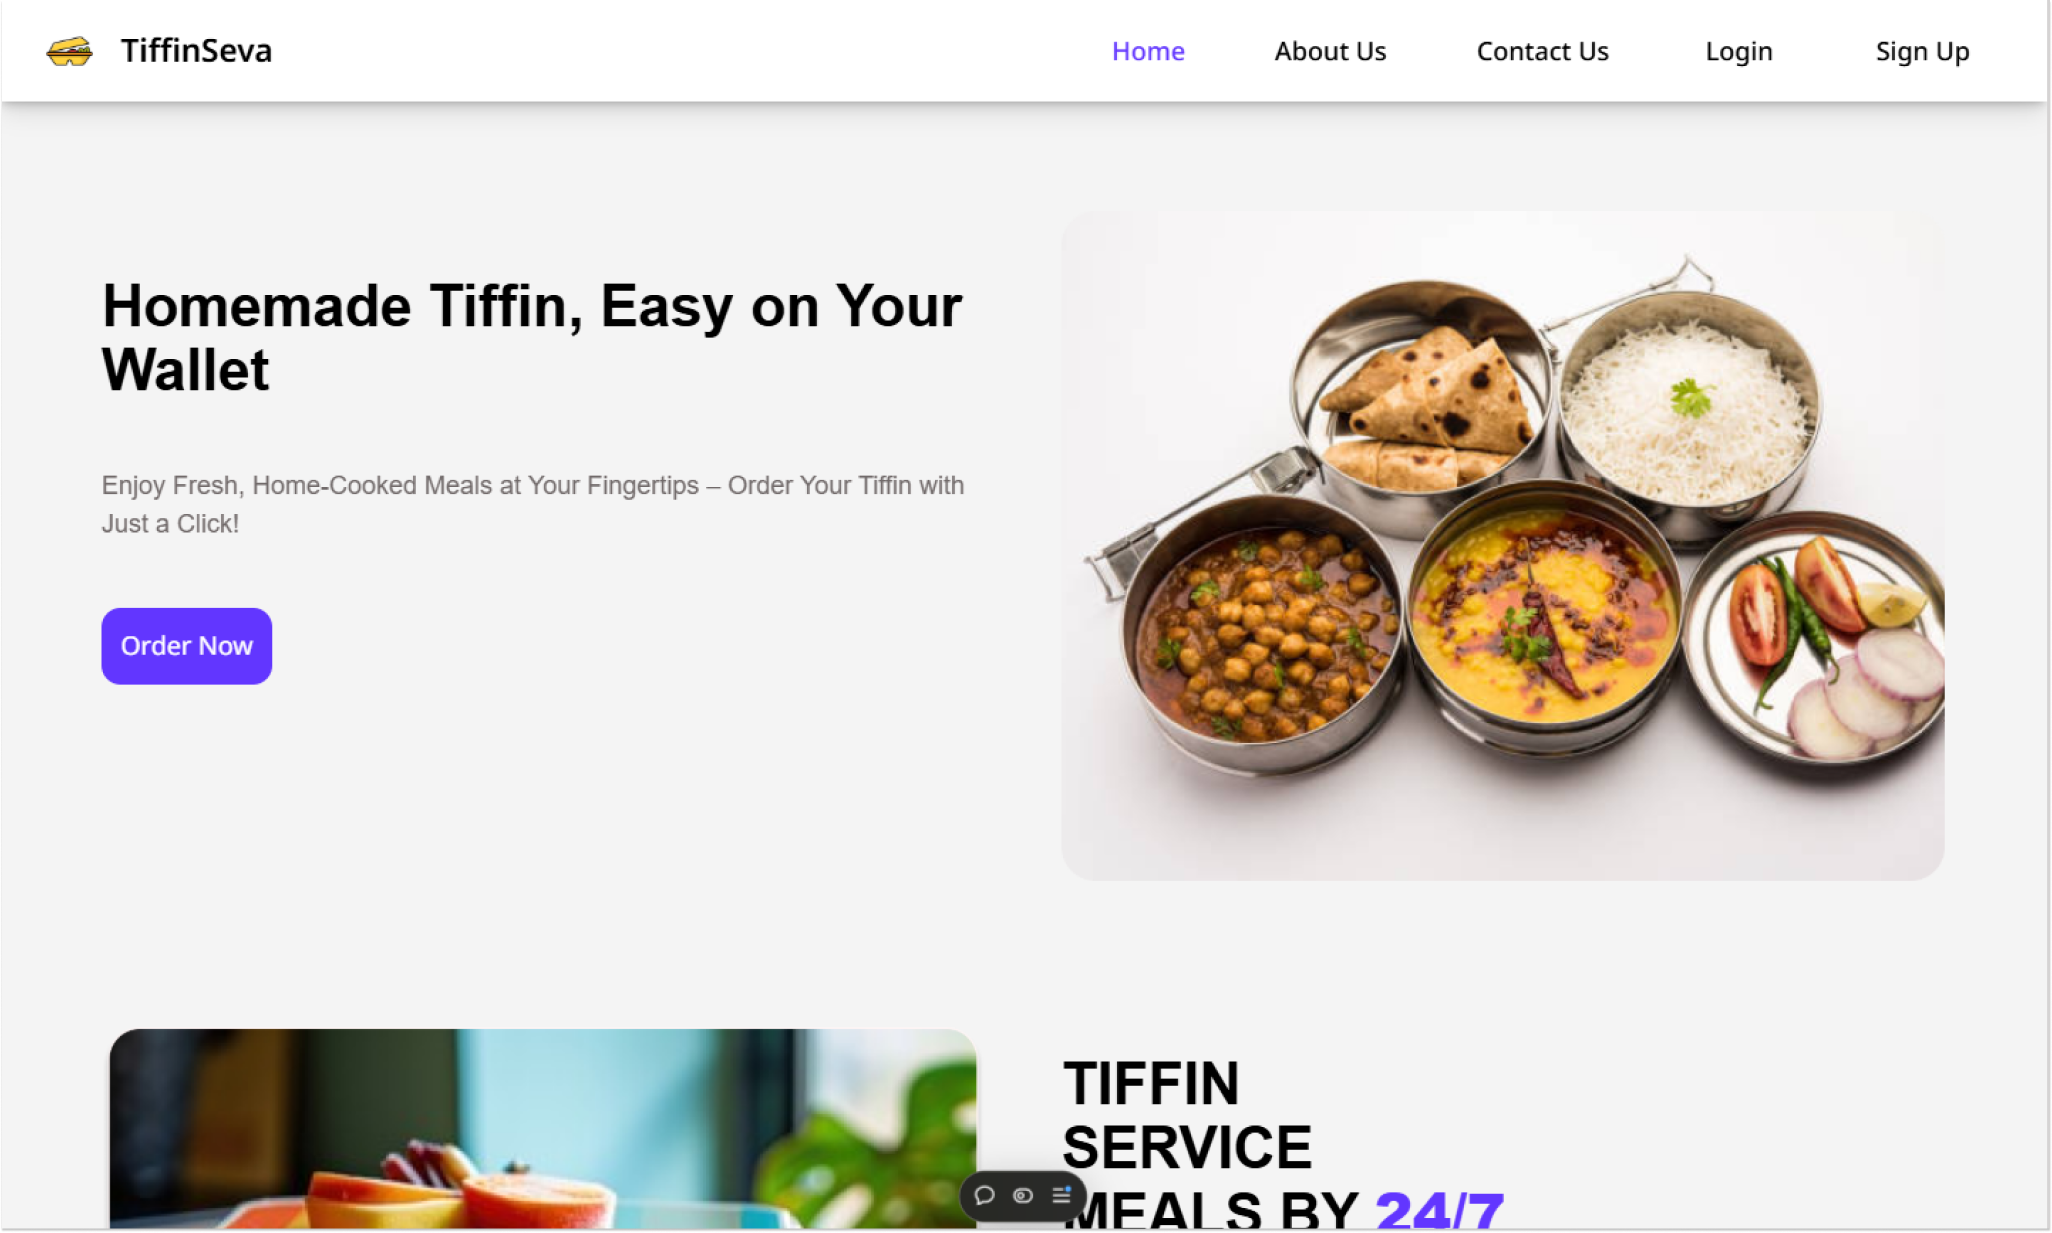 TiffinSeva
Home
About Us
Contact Us
Login
Sign Up
Homemade Tiffin, Easy on Your
Wallet
Enjoy Fresh, Home-Cooked Meals at Your Fingertips – Order Your Tiffin with
Just a Click!
Order Now
TIFFIN
SERVICE
MEALS BY 24/7